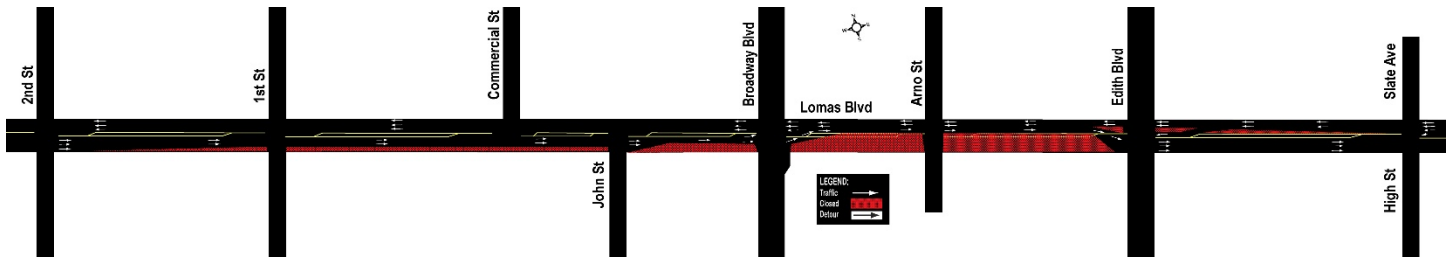 2nd St
1st St
Commercial St
John St
Broadway Blvd
Lomas Blvd
Arno St
Edith Blvd
Slate Ave
High St
LEGEND:
Traffic
Closed
Detour